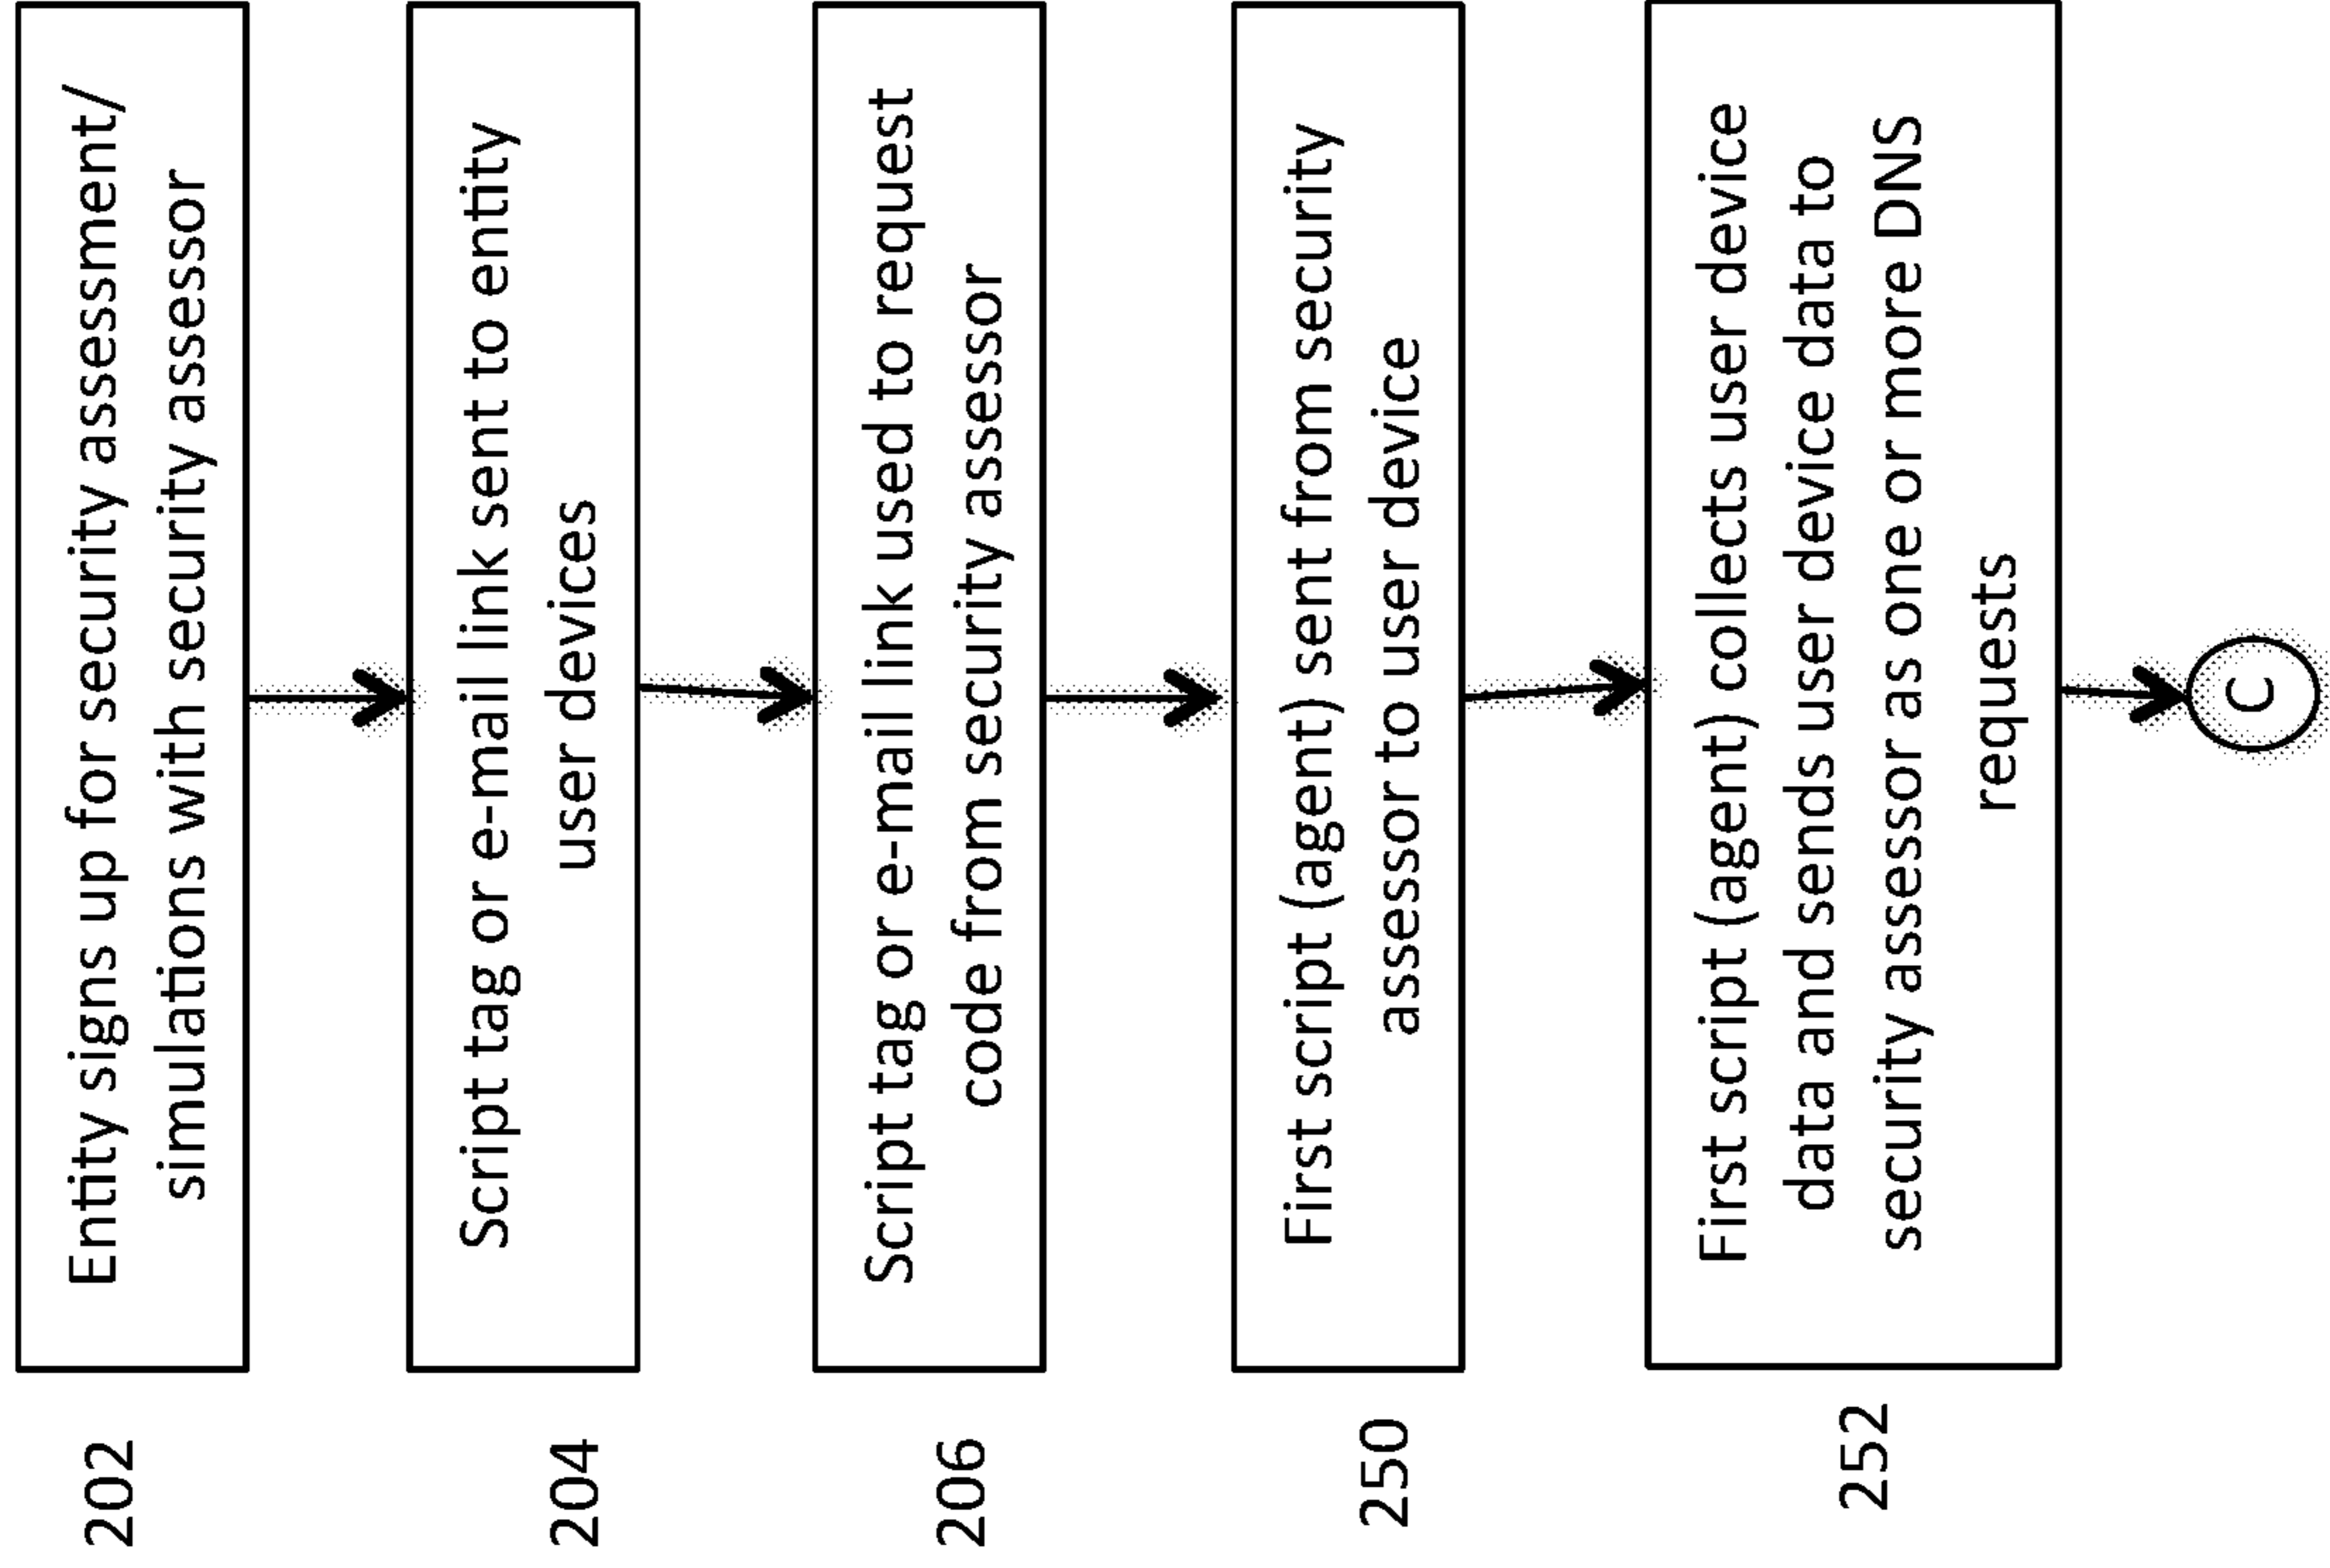 202
Entity signs up for security assessment/
simulations with security assessor
204
Script tag or e-mail link sent to entity
user devices
206
Script tag or e-mail link used to request
code from security assessor
250
First script (agent) sent from security
assessor to user device
252
First script (agent) collects user device
data and sends user device data to
security assessor as one or more DNS
requests
C